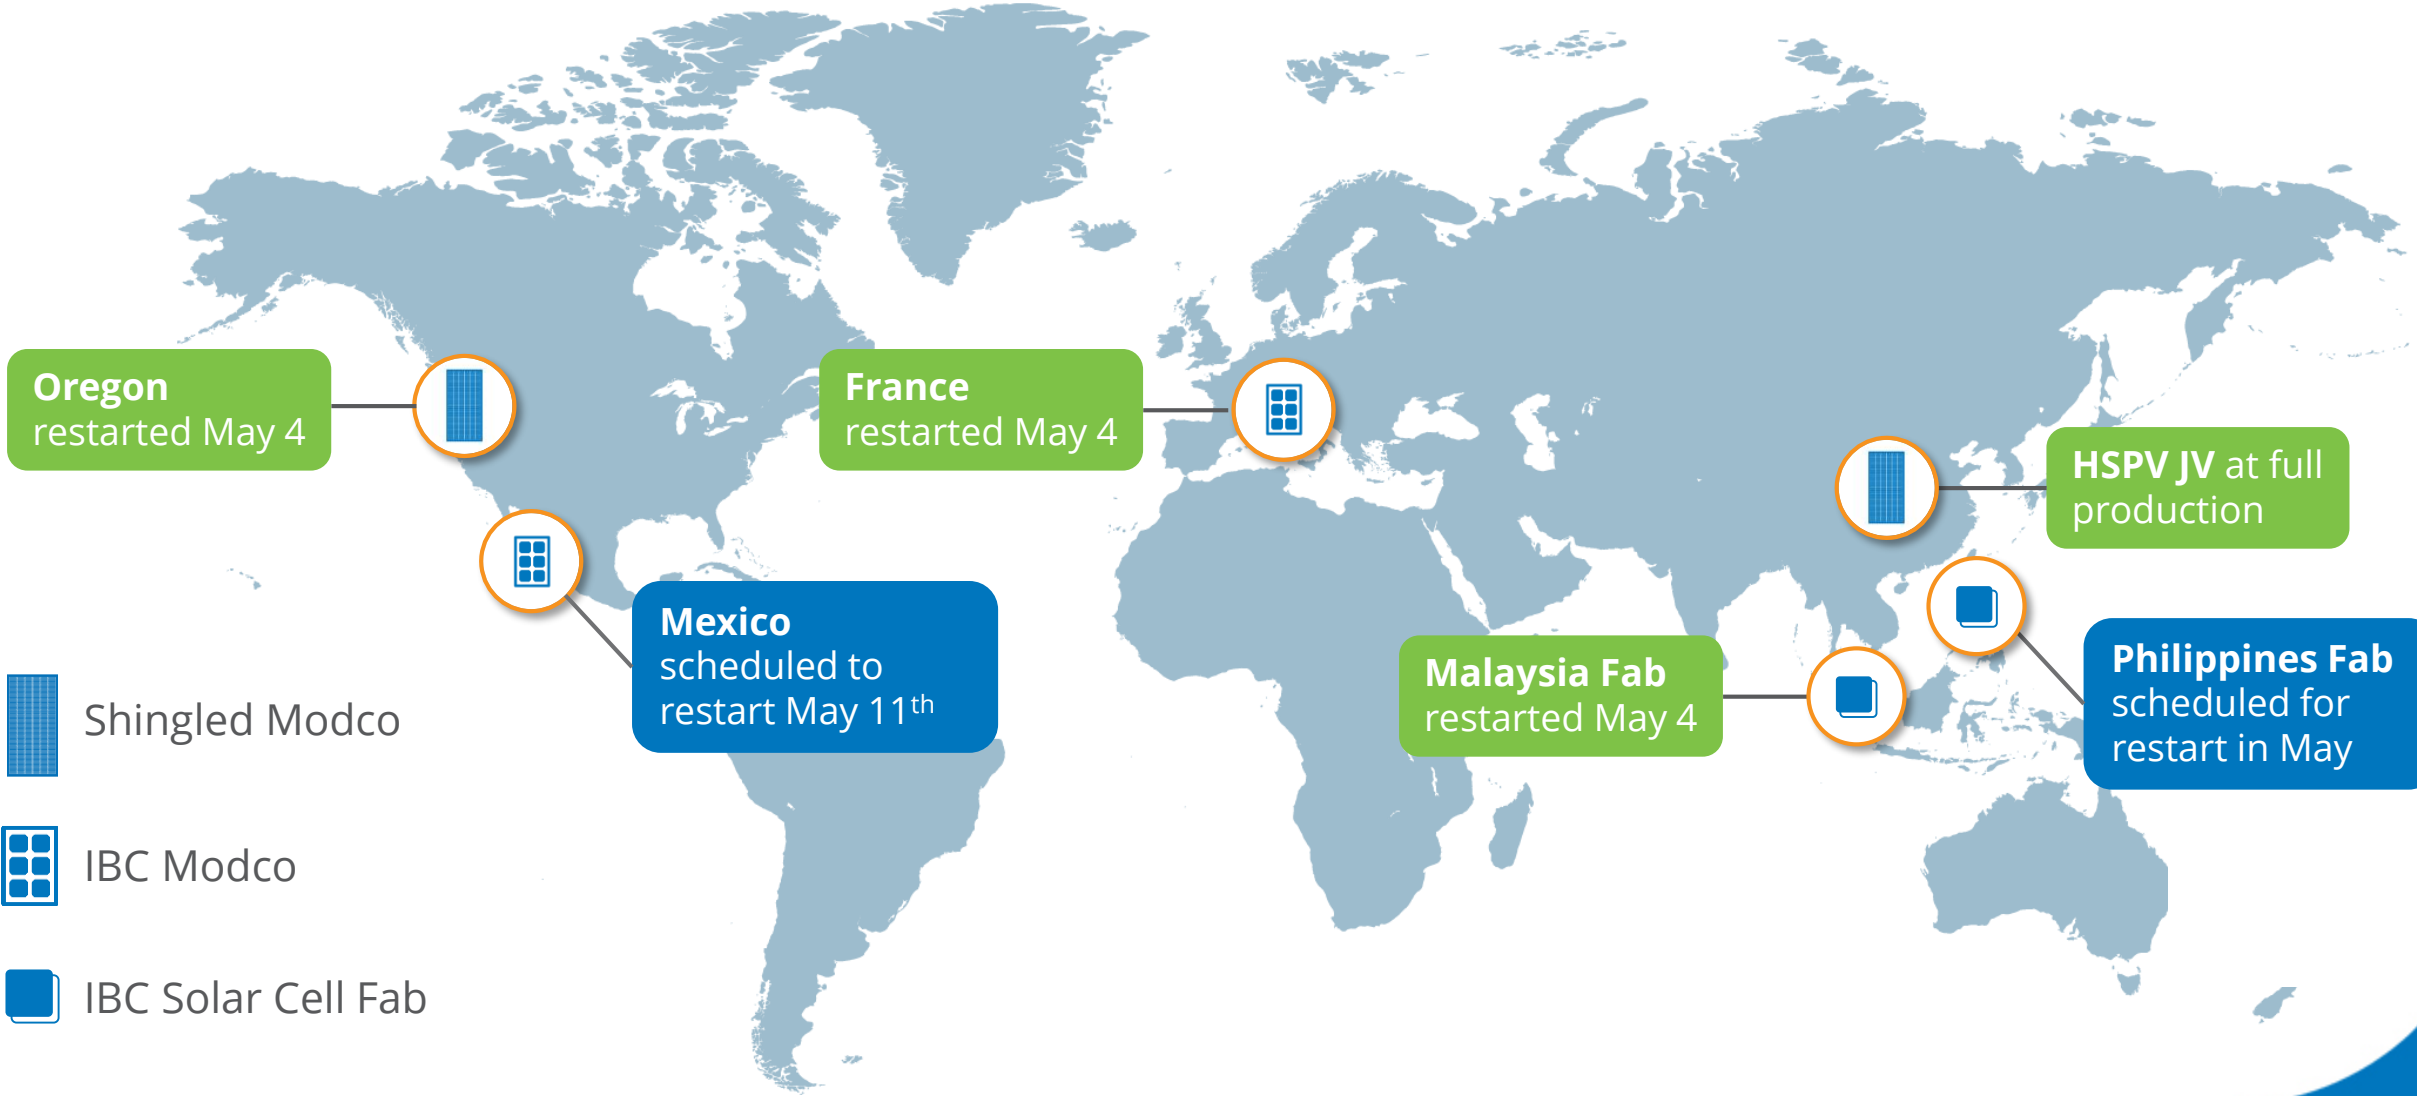 Oregon
restarted May 4
France
restarted May 4
HSPV JV at full
production
Mexico
scheduled to
restart May 11th
Malaysia Fab
restarted May 4
Philippines Fab
scheduled for
restart in May
Shingled Modco
IBC Modco
IBC Solar Cell Fab